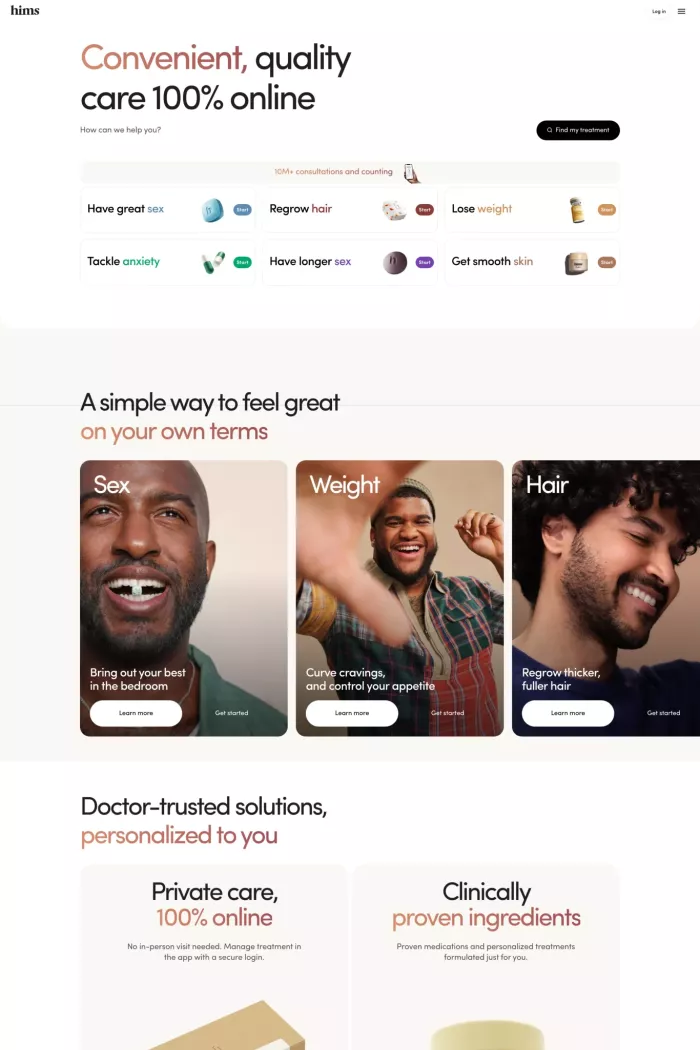 hims
Log in
Convenient, quality
care 100% online
How can we help you?
Find my treatment
10M+ consultations and counting
Have great sex
Start
Regrow hair
Start
Lose weight
Start
Tackle anxiety
Start
Have longer sex
Start
Get smooth skin
Start
A simple way to feel great
on your own terms
Sex
Bring out your best
in the bedroom
Learn more
Get started
Weight
Curve cravings,
and control your appetite
Learn more
Get started
Hair
Regrow thicker,
fuller hair
Learn more
Get started
Doctor-trusted solutions,
personalized to you
Private care,
100% online
No in-person visit needed. Manage treatment in
the app with a secure login.
Clinically
proven ingredients
Proven medications and personalized treatments
formulated just for you.